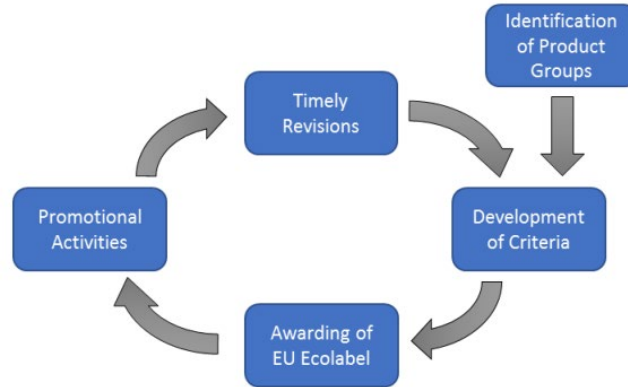 Identification
of Product
Groups
Timely
Revisions
Promotional
Activities
Development
of Criteria
Awarding of
EU Ecolabel